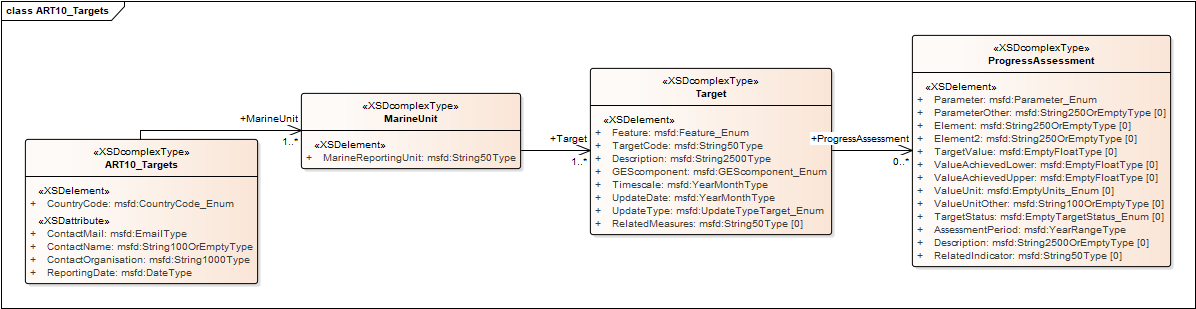 class ART10_Targets
«XSDcomplexType»
ART10_Targets
«XSDelement»
+ CountryCode: msfd:CountryCode_Enum
«XSDattribute»
+ ContactMail: msfd:EmailType
+ ContactName: msfd:String100OrEmptyType
+ ContactOrganisation: msfd:String1000Type
+ ReportingDate: msfd:DateType
+MarineUnit
1..*
«XSDcomplexType»
MarineUnit
«XSDelement»
+ MarineReportingUnit: msfd:String50Type
+Target
1..*
«XSDcomplexType»
Target
«XSDelement»
+ Feature: msfd:Feature_Enum
+ TargetCode: msfd:String50Type
+ Description: msfd:String2500Type
+ GEScomponent: msfd:GEScomponent_Enum
+ Timescale: msfd:YearMonthType
+ UpdateDate: msfd:YearMonthType
+ UpdateType: msfd:UpdateTypeTarget_Enum
+ RelatedMeasures: msfd:String50Type [0]
+ProgressAssessment
0..*
«XSDcomplexType»
ProgressAssessment
«XSDelement»
+ Parameter: msfd:Parameter_Enum
+ ParameterOther: msfd:String250OrEmptyType [0]
+ Element: msfd:String250OrEmptyType [0]
+ Element2: msfd:String250OrEmptyType [0]
+ TargetValue: msfd:EmptyFloatType [0]
+ ValueAchievedLower: msfd:EmptyFloatType [0]
+ ValueAchievedUpper: msfd:EmptyFloatType [0]
+ ValueUnit: msfd:EmptyUnits_Enum [0]
+ ValueUnitOther: msfd:String100OrEmptyType [0]
+ TargetStatus: msfd:EmptyTargetStatus_Enum [0]
+ AssessmentPeriod: msfd:YearRangeType
+ Description: msfd:String2500OrEmptyType [0]
+ RelatedIndicator: msfd:String50Type [0]